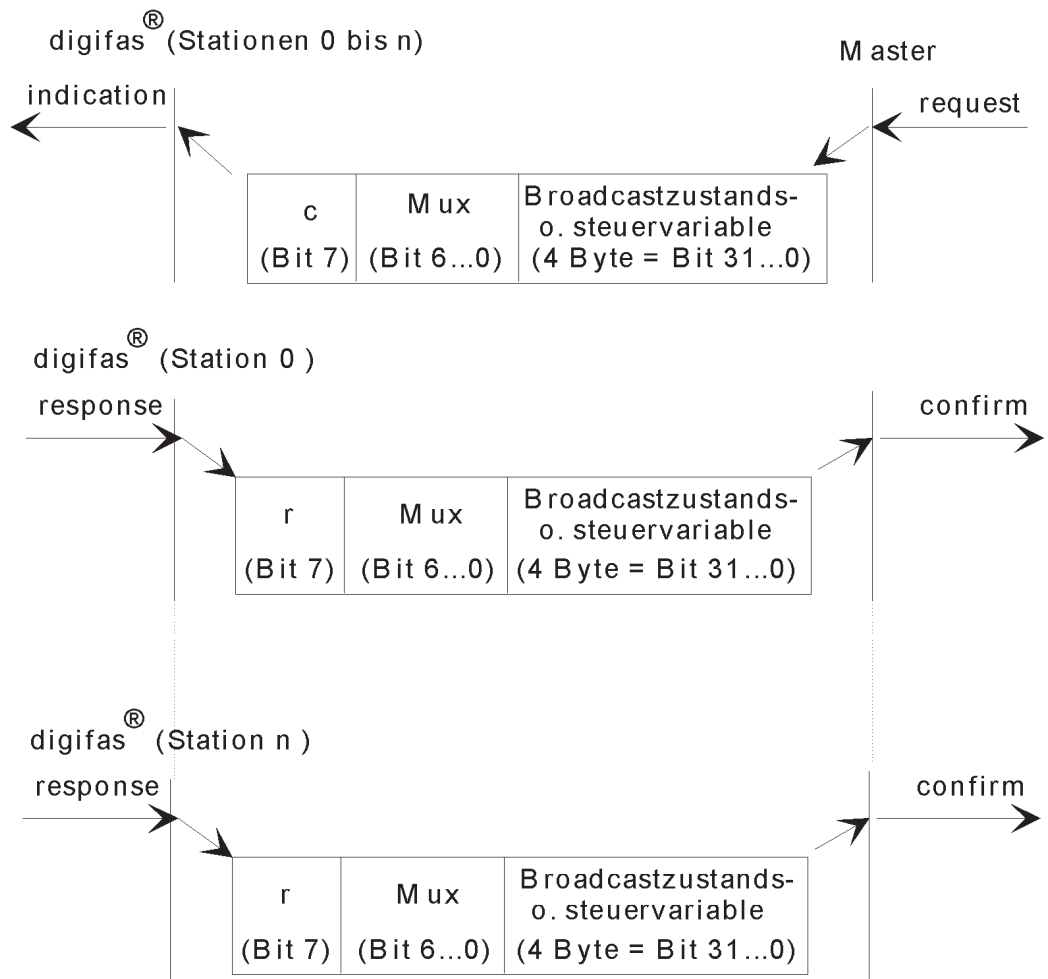 digifas® (Stationen 0 bis n)
Master
indication
request
c
Mux
Broadcastzustands-
o. steuervariable
(Bit 7)
(Bit 6...0)
(4 Byte = Bit 31...0)
digifas® (Station 0 )
response
confirm
r
Mux
Broadcastzustands-
o. steuervariable
(Bit 7)
(Bit 6...0)
(4 Byte = Bit 31...0)
digifas® (Station n )
response
confirm
r
Mux
Broadcastzustands-
o. steuervariable
(Bit 7)
(Bit 6...0)
(4 Byte = Bit 31...0)